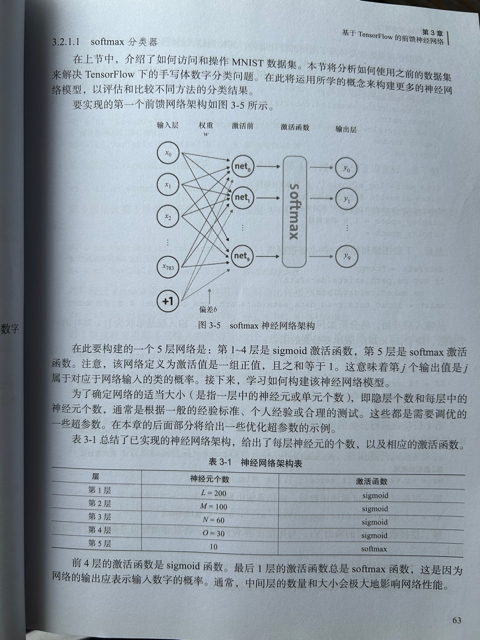 第 3 章
基于 TensorFlow 的前馈神经网络
3.2.1.1 softmax 分类器
在上节中，介绍了如何访问和操作 MNIST 数据集。本节将分析如何使用之前的数据集
来解决 TensorFlow 下的手写体数字分类问题。在此将运用所学的概念来构建更多的神经网
络模型，以评估和比较不同方法的分类结果。
要实现的第一个前馈网络架构如图 3-5 所示。
输入层 权重 激活前 激活函数 输出层
w
x0 net0 y0
x1 net1 y1
x2
softmax
⋮ ⋮ ⋮
x783 net9 y9
+1
偏差b
图 3-5 softmax 神经网络架构
数字
在此要构建的一个 5 层网络是：第 1~4 层是 sigmoid 激活函数，第 5 层是 softmax 激活
函数。注意，该网络定义为激活值是一组正值，且之和等于 1。这意味着第 j 个输出值是 j
属于对应于网络输入的类的概率。接下来，学习如何构建该神经网络模型。
为了确定网络的适当大小（是指一层中的神经元或单元个数），即隐层个数和每层中的
神经元个数，通常是根据一般的经验标准、个人经验或合理的测试。这些都是需要调优的
一些超参数。在本章的后面部分将给出一些优化超参数的示例。
表 3-1 总结了已实现的神经网络架构，给出了每层神经元的个数，以及相应的激活函数。
表 3-1 神经网络架构表
层 神经元个数 激活函数
第 1 层 L = 200 sigmoid
第 2 层 M = 100 sigmoid
第 3 层 N = 60 sigmoid
第 4 层 O = 30 sigmoid
第 5 层 10 softmax
前 4 层的激活函数是 sigmoid 函数。最后 1 层的激活函数总是 softmax 函数，这是因为
网络的输出应表示输入数字的概率。通常，中间层的数量和大小会极大地影响网络性能。
63